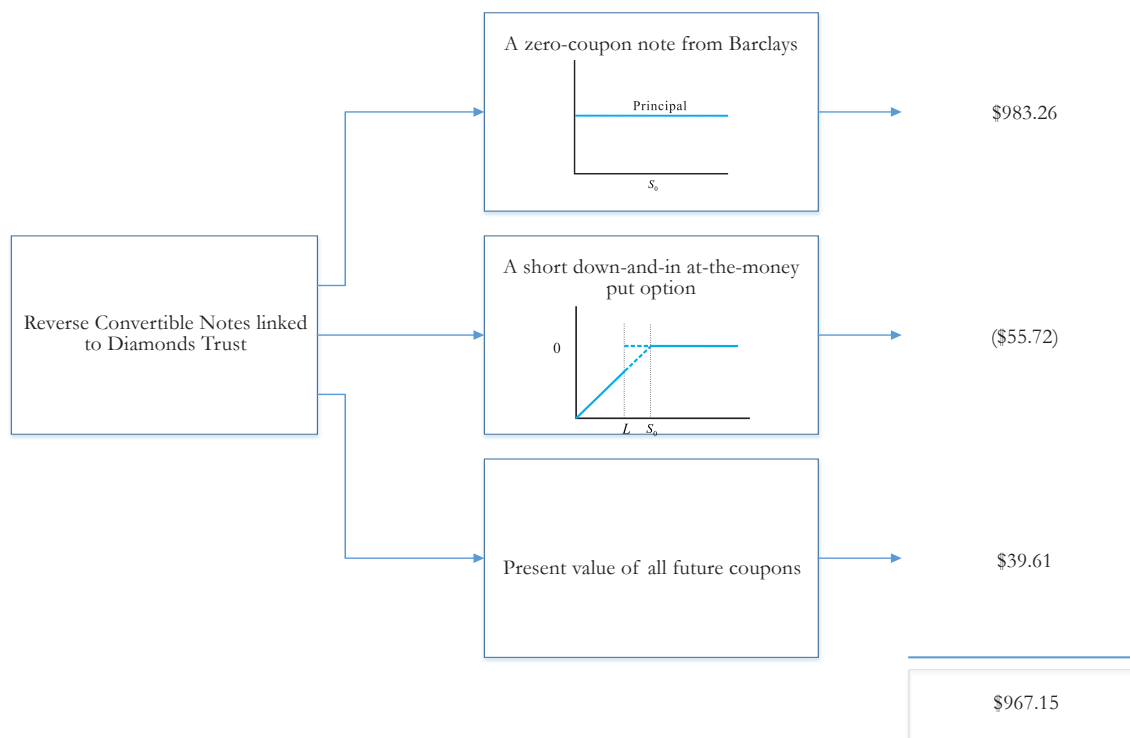 A zero-coupon note from Barclays
Principal
S₀
$983.26
Reverse Convertible Notes linked
to Diamonds Trust
A short down-and-in at-the-money
put option
0
L S₀
($55.72)
Present value of all future coupons
$39.61
$967.15